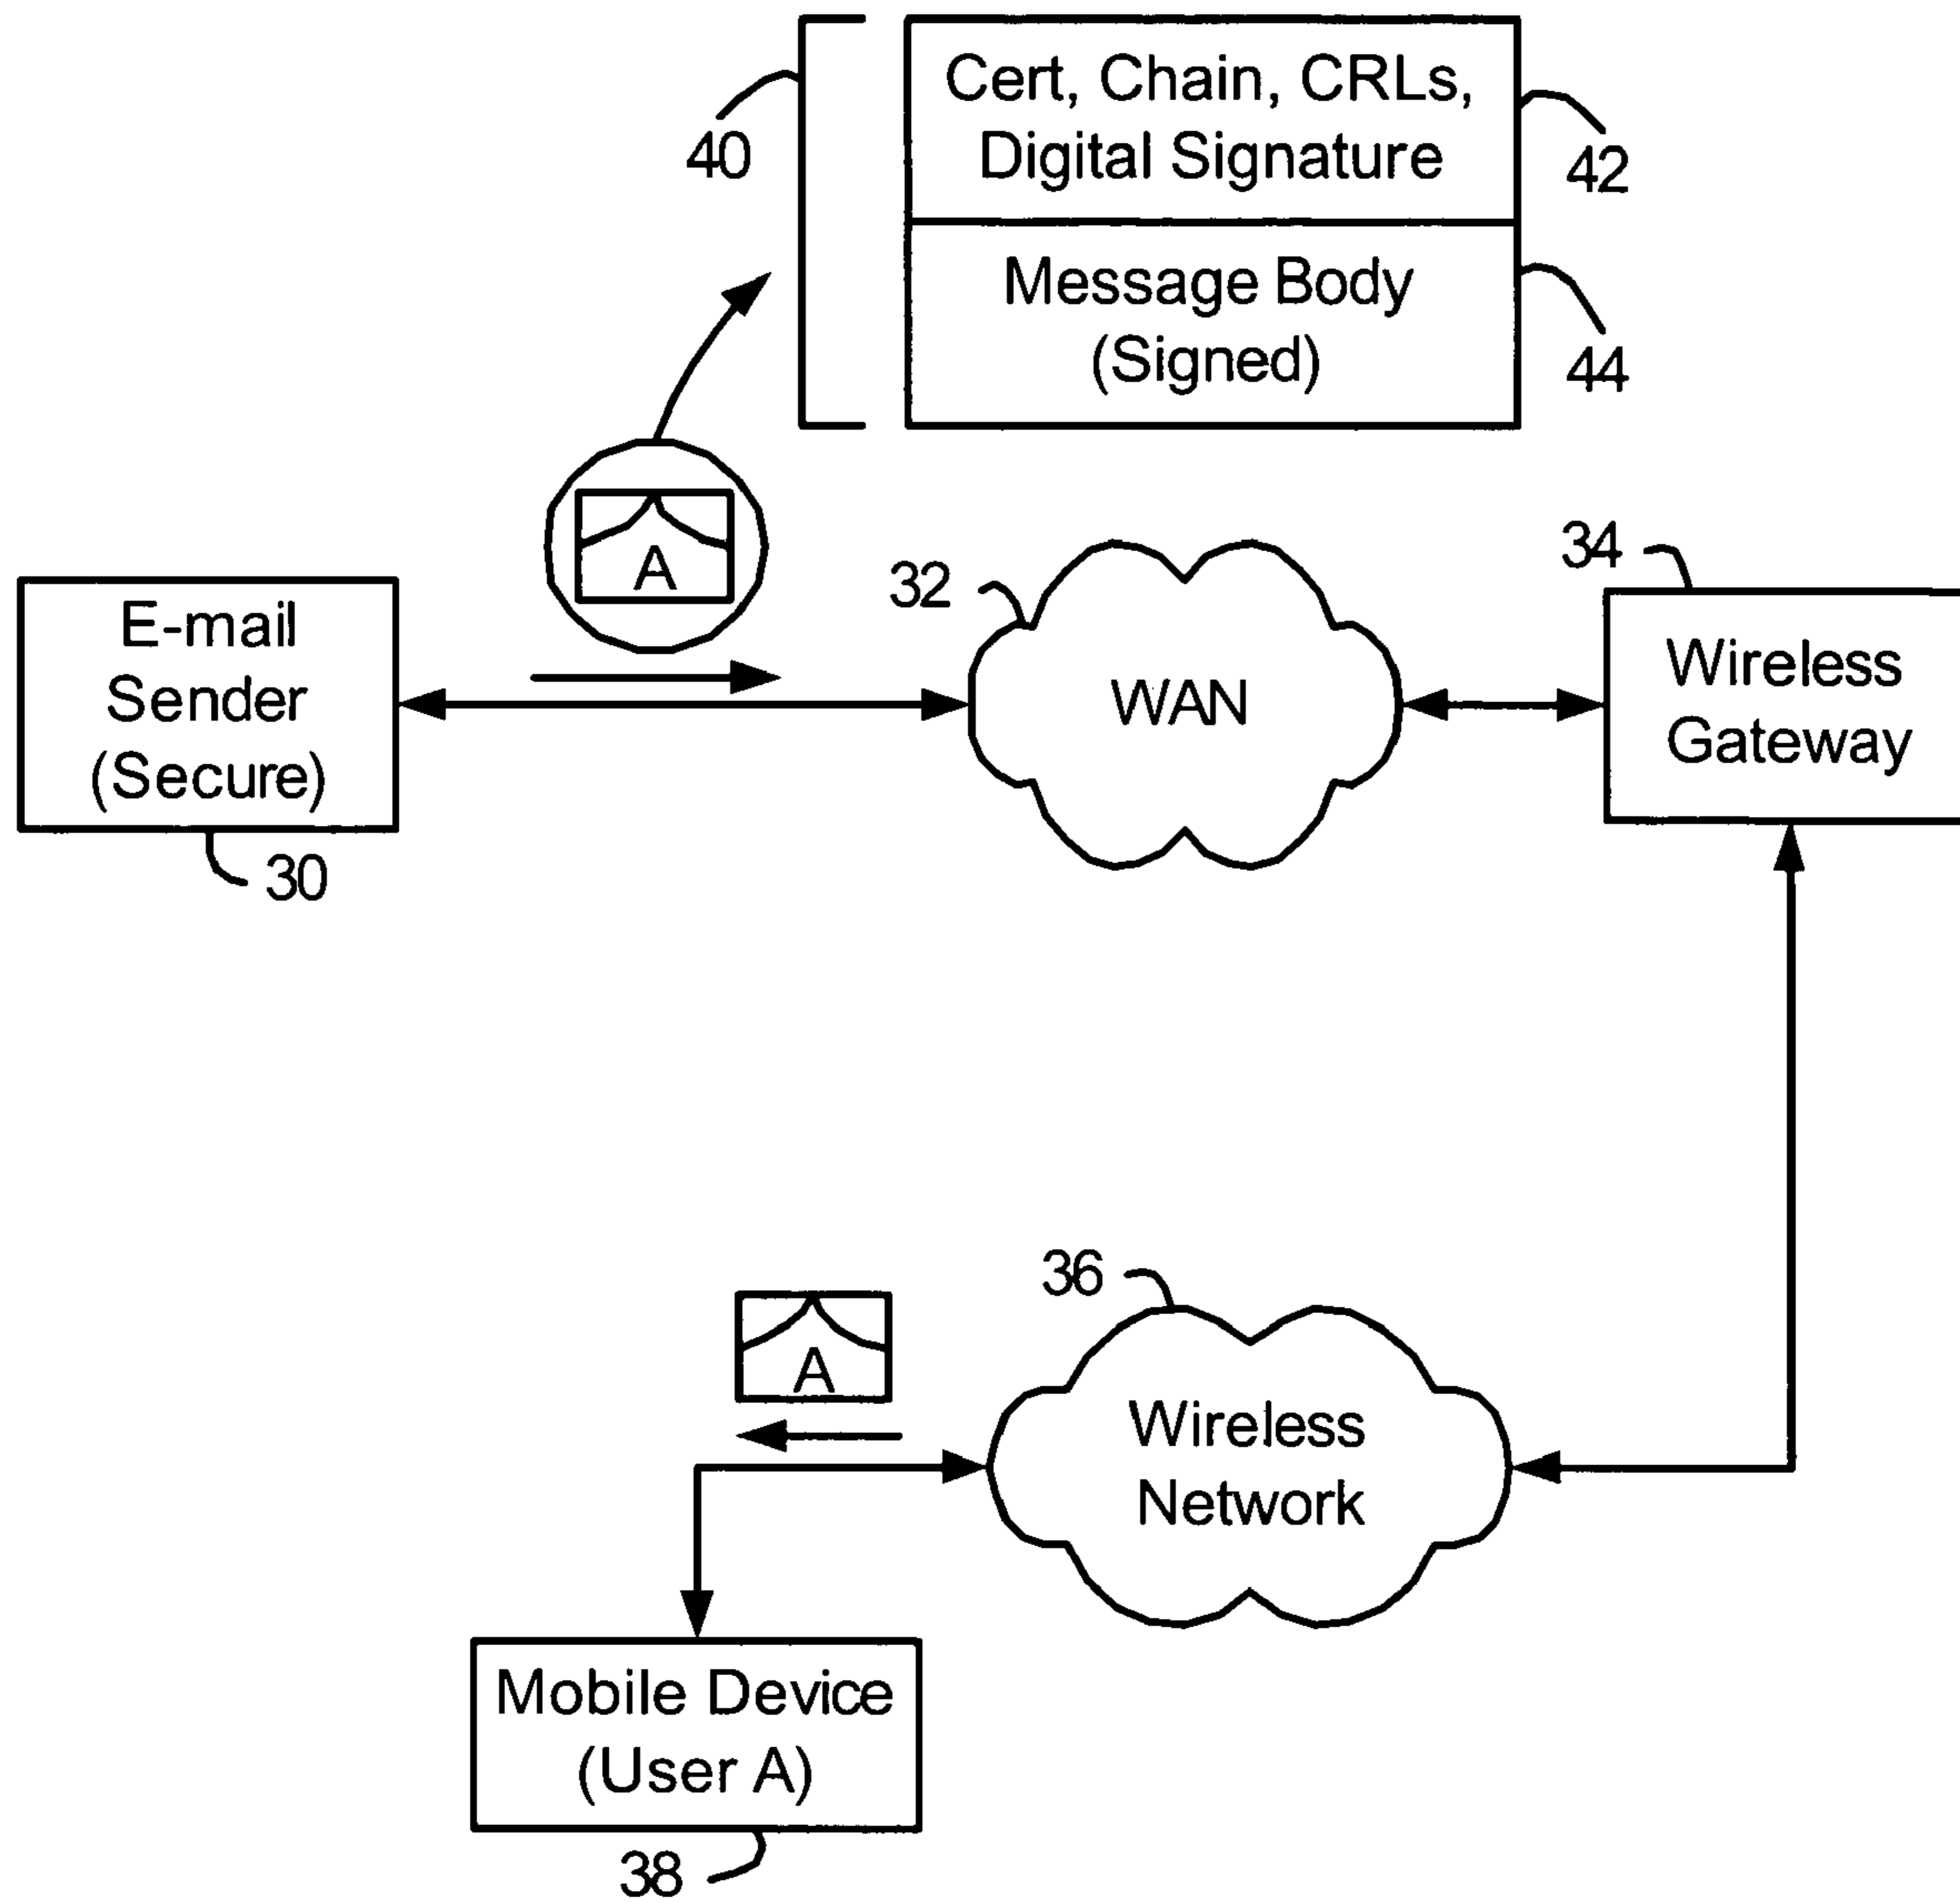 Cert, Chain, CRLs,
Digital Signature
40
42
Message Body
(Signed)
44
A
32
34
E-mail
Sender
(Secure)
WAN
Wireless
Gateway
30
36
A
Wireless
Network
Mobile Device
(User A)
38